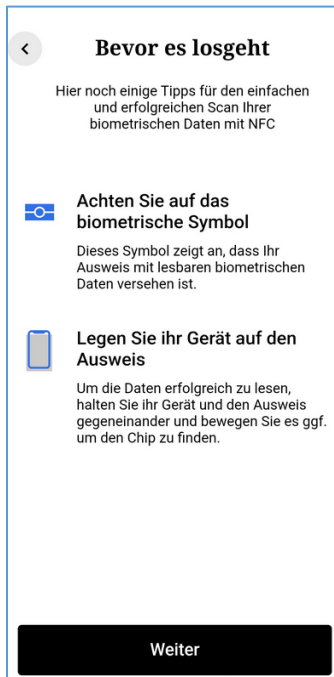 Bevor es losgeht
Hier noch einige Tipps für den einfachen
und erfolgreichen Scan Ihrer
biometrischen Daten mit NFC
Achten Sie auf das
biometrische Symbol
Dieses Symbol zeigt an, dass Ihr
Ausweis mit lesbaren biometrischen
Daten versehen ist.
Legen Sie ihr Gerät auf den
Ausweis
Um die Daten erfolgreich zu lesen,
halten Sie ihr Gerät und den Ausweis
gegeneinander und bewegen Sie es ggf.
um den Chip zu finden.
Weiter